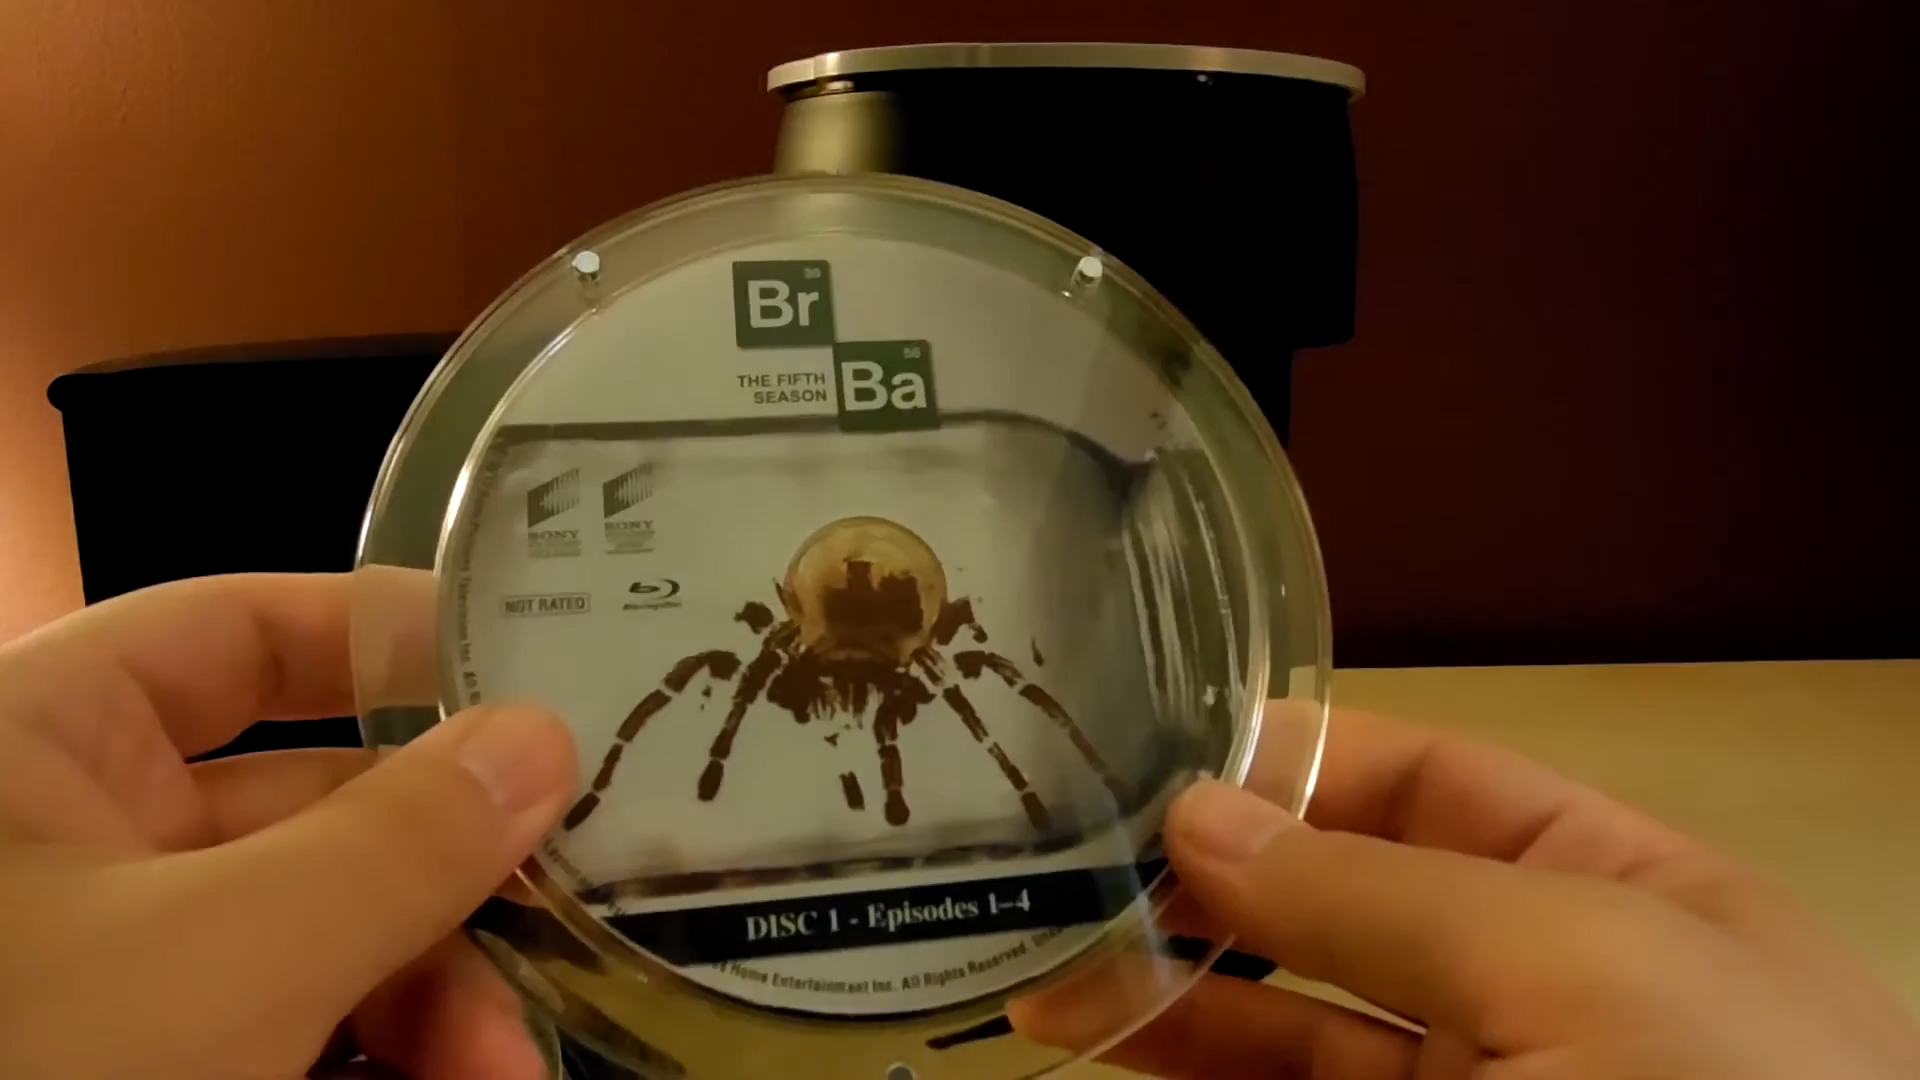 35
Br
56
THE FIFTH
SEASON
Ba
SONY
SONY
NOT RATED
Blu-ray Disc
DISC 1 - Episodes 1–4
Home Entertainment Inc. All Rights Reserved.